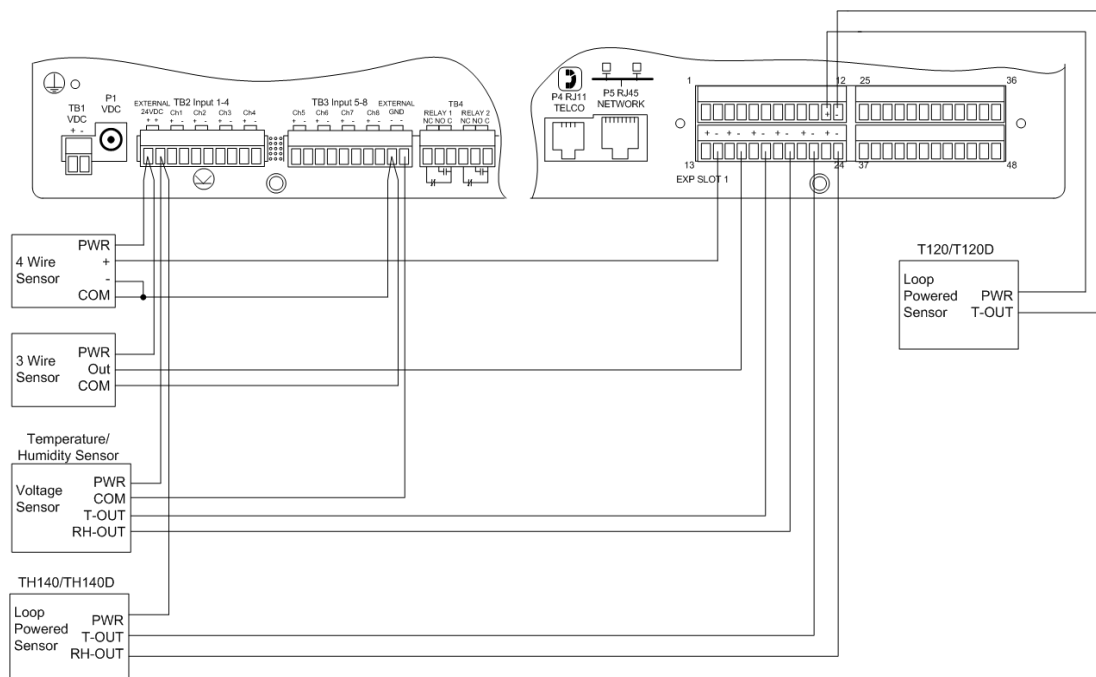 P1
VDC
TB1
VDC
+ -
EXTERNAL
24VDC
+ +
TB2 Input 1-4
Ch1 Ch2 Ch3 Ch4
+ - + - + - + -
TB3 Input 5-8
Ch5 Ch6 Ch7 Ch8
+ - + - + - + -
EXTERNAL
GND
- -
TB4
RELAY 1 RELAY 2
NC NO C NC NO C
P4 RJ11
TELCO
P5 RJ45
NETWORK
1 12 25 36
+ -
+ - + - + - + - + - + -
13 24 37 48
EXP SLOT 1
4 Wire
Sensor
PWR
+
-
COM
3 Wire
Sensor
PWR
Out
COM
Temperature/
Humidity Sensor
Voltage
Sensor
PWR
COM
T-OUT
RH-OUT
TH140/TH140D
Loop
Powered
Sensor
PWR
T-OUT
RH-OUT
T120/T120D
Loop
Powered
Sensor
PWR
T-OUT